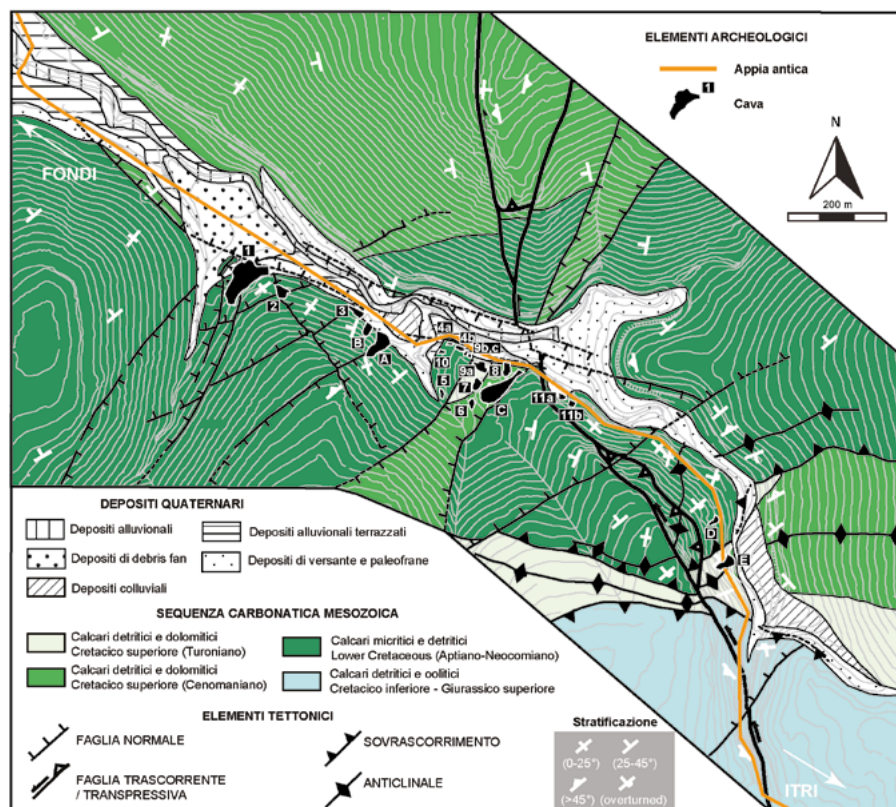 ELEMENTI ARCHEOLOGICI
Appia antica
1
Cava
N
200 m
FONDI
1
2
3
B
A
4a
4b
9b,c
10
9a
8
5
7
6
C
11a
11b
D
E
ITRI
DEPOSITI QUATERNARI
Depositi alluvionali
Depositi alluvionali terrazzati
Depositi di debris fan
Depositi di versante e paleofrane
Depositi colluviali
SEQUENZA CARBONATICA MESOZOICA
Calcari detritici e dolomitici
Cretacico superiore (Turoniano)
Calcari micritici e detritici
Lower Cretaceous (Aptiano-Neocomiano)
Calcari detritici e dolomitici
Cretacico superiore (Cenomaniano)
Calcari detritici e oolitici
Cretacico inferiore - Giurassico superiore
ELEMENTI TETTONICI
FAGLIA NORMALE
SOVRASCORRIMENTO
FAGLIA TRASCORRENTE
/ TRANSPRESSIVA
ANTICLINALE
Stratificazione
(0-25°)
(25-45°)
(>45°)
(overturned)